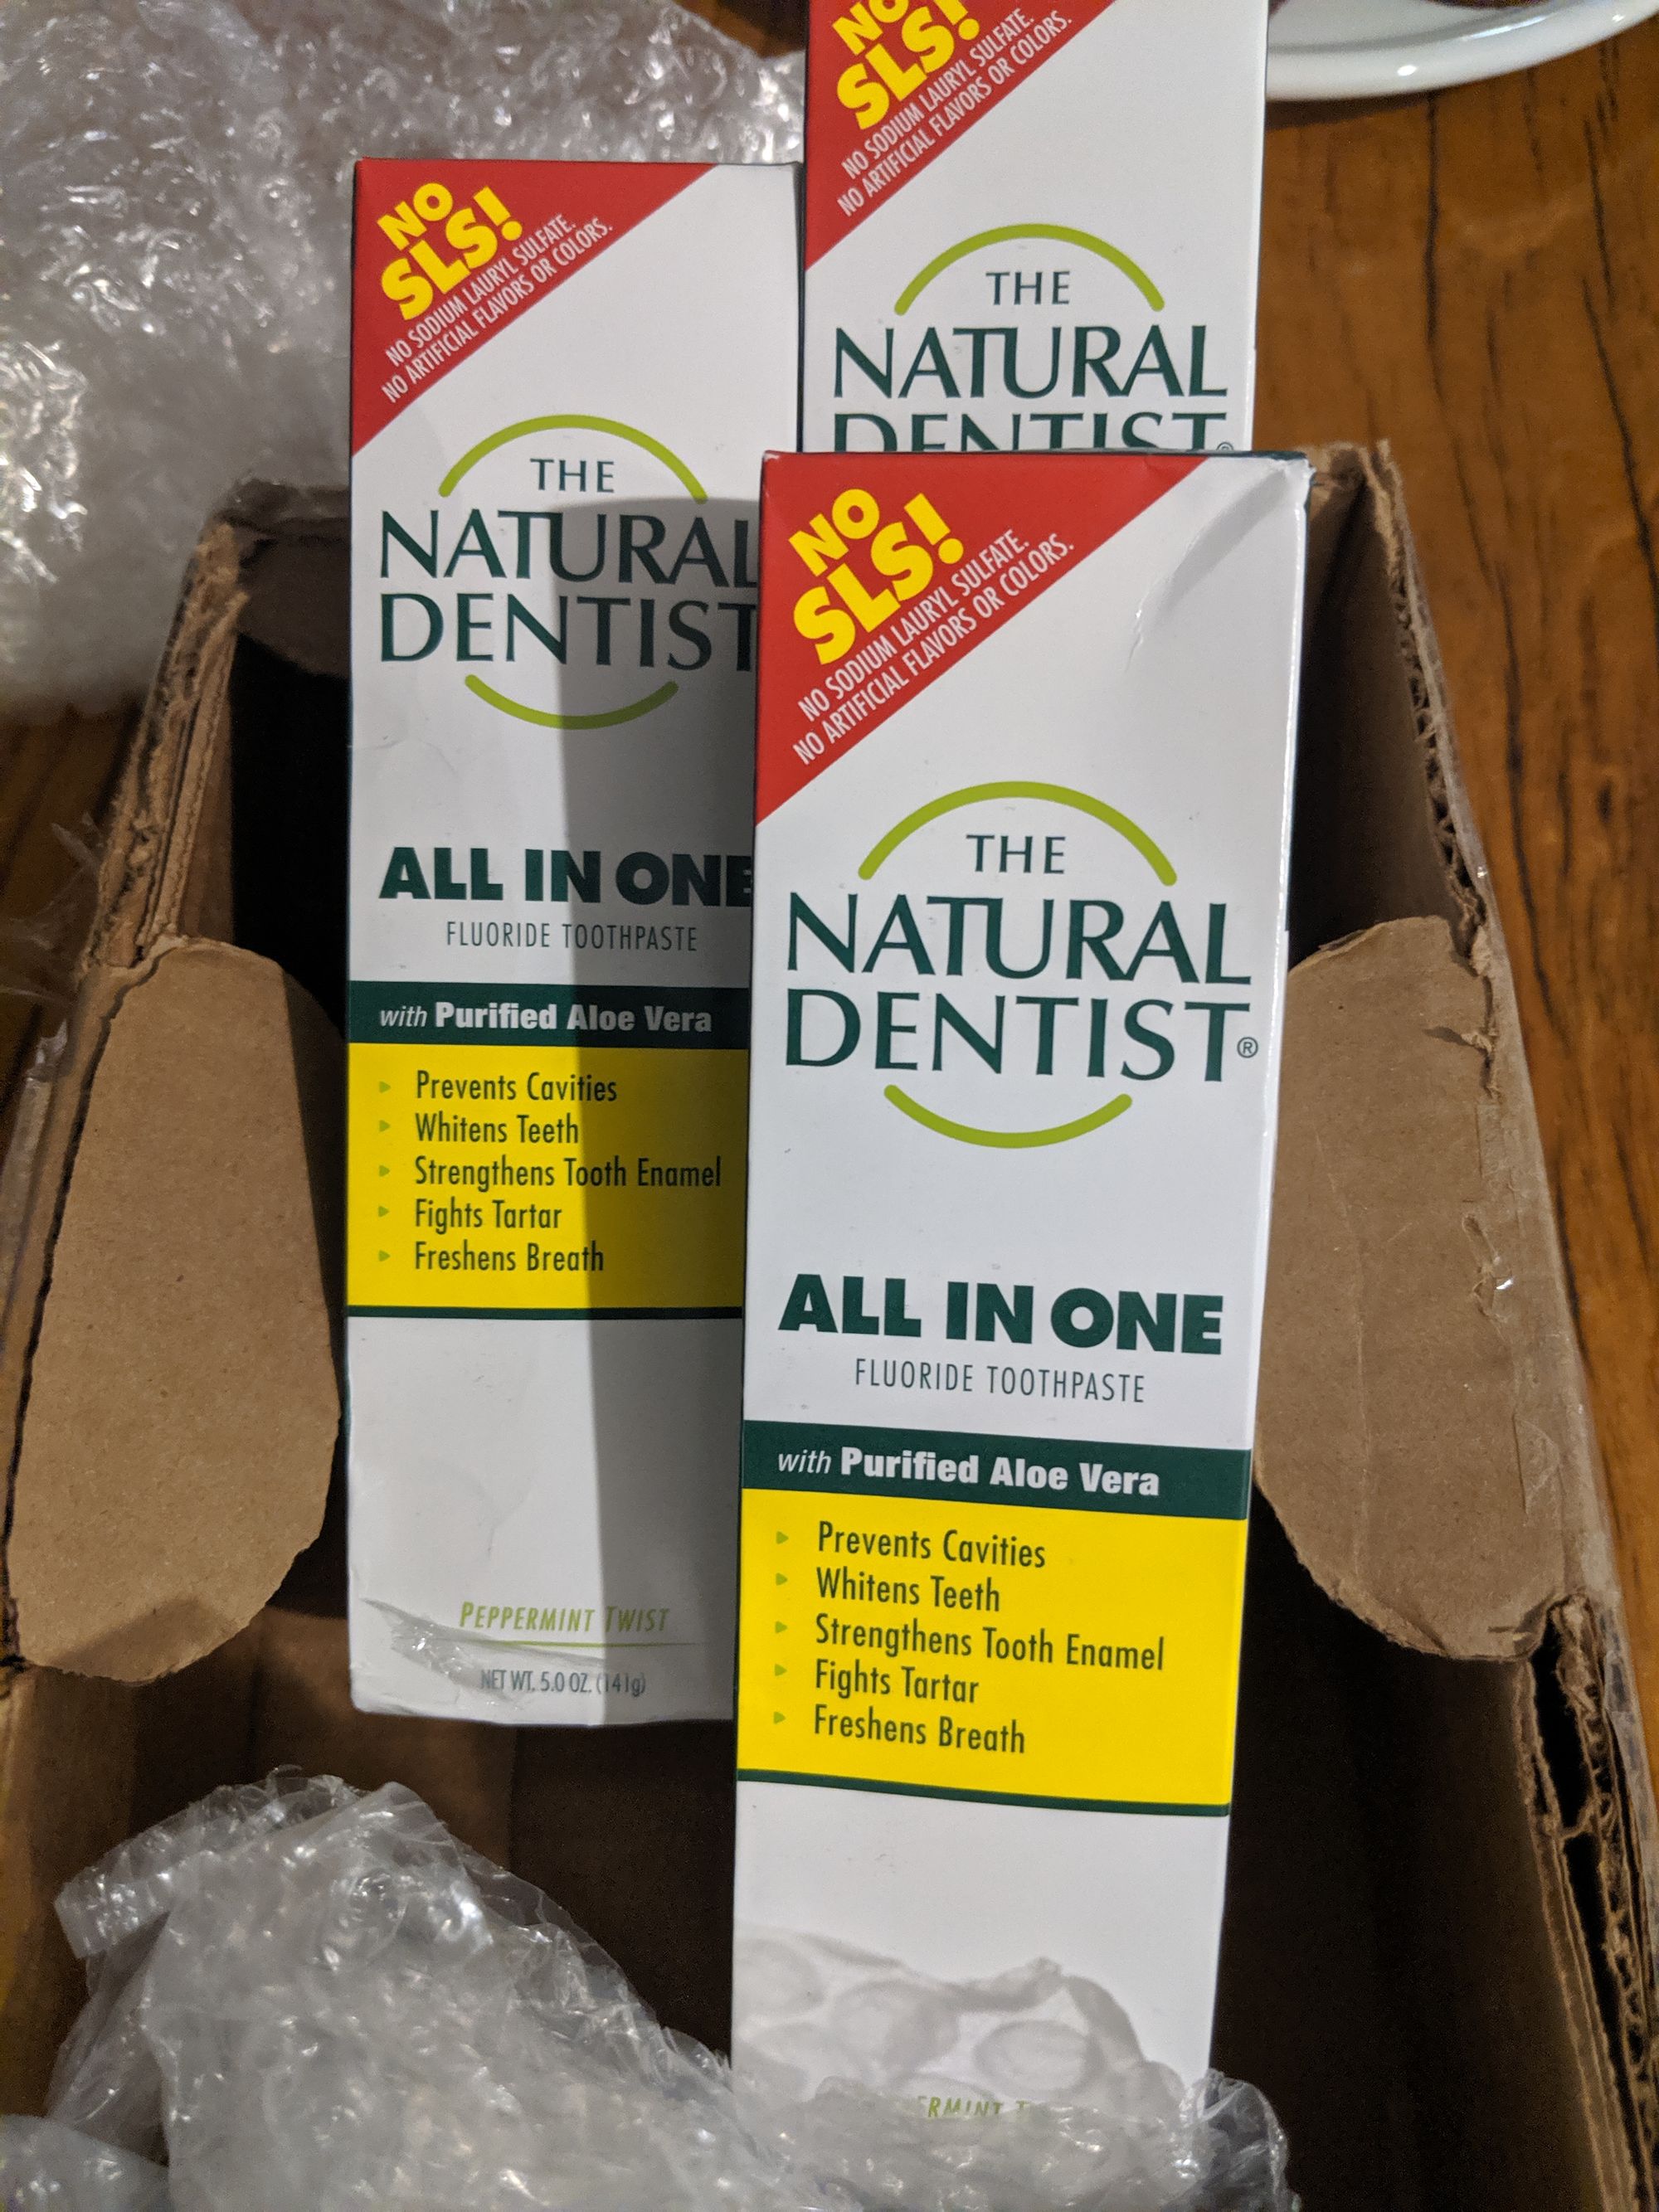 NO
SLS!
NO SODIUM LAURYL SULFATE.
NO ARTIFICIAL FLAVORS OR COLORS.
THE
NATURAL
DENTIST
ALL IN ONE
FLUORIDE TOOTHPASTE
with Purified Aloe Vera
Prevents Cavities
Whitens Teeth
Strengthens Tooth Enamel
Fights Tartar
Freshens Breath
PEPPERMINT TWIST
NET WT. 5.0 OZ. (141g)
NO
SLS!
NO SODIUM LAURYL SULFATE.
NO ARTIFICIAL FLAVORS OR COLORS.
THE
NATURAL
DENTIST®
NO
SLS!
NO SODIUM LAURYL SULFATE.
NO ARTIFICIAL FLAVORS OR COLORS.
THE
NATURAL
DENTIST®
ALL IN ONE
FLUORIDE TOOTHPASTE
with Purified Aloe Vera
Prevents Cavities
Whitens Teeth
Strengthens Tooth Enamel
Fights Tartar
Freshens Breath